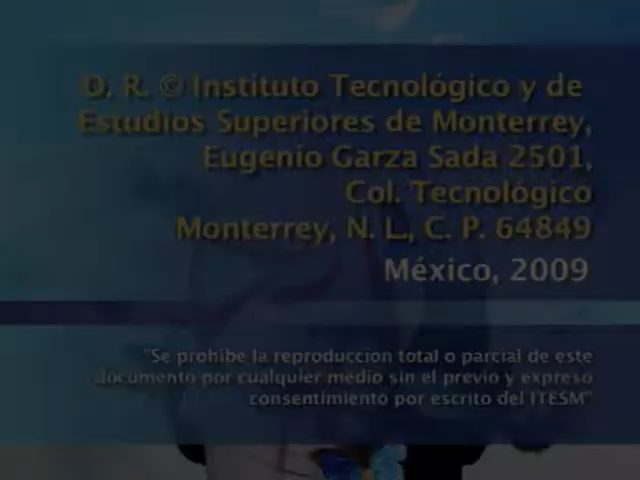 D. R. © Instituto Tecnológico y de
Estudios Superiores de Monterrey,
Eugenio Garza Sada 2501,
Col. Tecnológico
Monterrey, N. L., C. P. 64849
México, 2009
"Se prohibe la reproducción total o parcial de este
documento por cualquier medio sin el previo y expreso
consentimiento por escrito del ITESM"